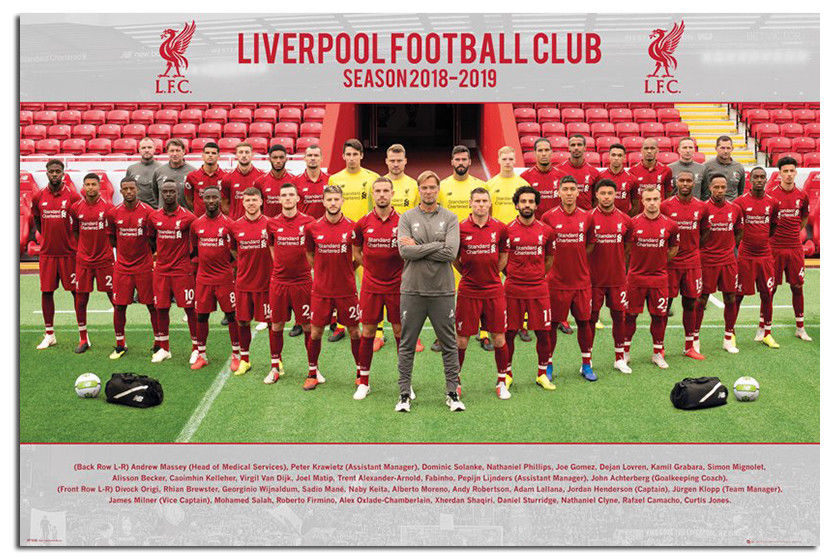 L.F.C.
LIVERPOOL FOOTBALL CLUB
SEASON 2018-2019
L.F.C.
(Back Row L-R) Andrew Massey (Head of Medical Services), Peter Krawietz (Assistant Manager), Dominic Solanke, Nathaniel Phillips, Joe Gomez, Dejan Lovren, Kamil Grabara, Simon Mignolet,
Alisson Becker, Caoimhin Kelleher, Virgil Van Dijk, Joel Matip, Trent Alexander-Arnold, Fabinho, Pepijn Lijnders (Assistant Manager), John Achterberg (Goalkeeping Coach).
(Front Row L-R) Divock Origi, Rhian Brewster, Georginio Wijnaldum, Sadio Mané, Naby Keita, Alberto Moreno, Andy Robertson, Adam Lallana, Jordan Henderson (Captain), Jürgen Klopp (Team Manager),
James Milner (Vice Captain), Mohamed Salah, Roberto Firmino, Alex Oxlade-Chamberlain, Xherdan Shaqiri, Daniel Sturridge, Nathaniel Clyne, Rafael Camacho, Curtis Jones.